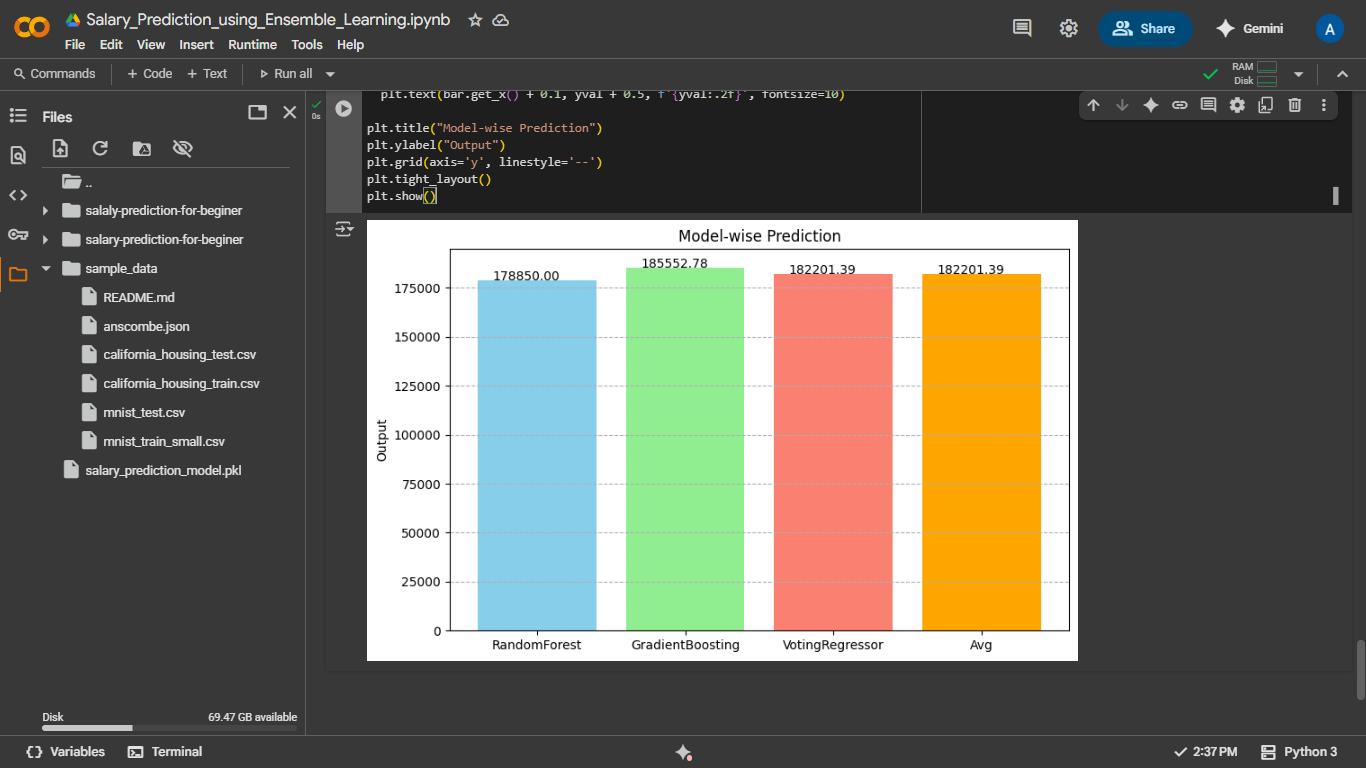 Salary_Prediction_using_Ensemble_Learning.ipynb
File Edit View Insert Runtime Tools Help
Share
Gemini
A
Commands + Code + Text Run all
RAM
Disk
Files
..
salaly-prediction-for-beginer
salary-prediction-for-beginer
sample_data
README.md
anscombe.json
california_housing_test.csv
california_housing_train.csv
mnist_test.csv
mnist_train_small.csv
salary_prediction_model.pkl
Disk 69.47 GB available
0s
plt.text(bar.get_x() + 0.1, yval + 0.5, f'{yval:.2f}', fontsize=10)
plt.title("Model-wise Prediction")
plt.ylabel("Output")
plt.grid(axis='y', linestyle='--')
plt.tight_layout()
plt.show()
Model-wise Prediction
178850.00 185552.78 182201.39 182201.39
175000
150000
125000
100000
75000
50000
25000
0
Output
RandomForest GradientBoosting VotingRegressor Avg
Variables Terminal
2:37 PM Python 3